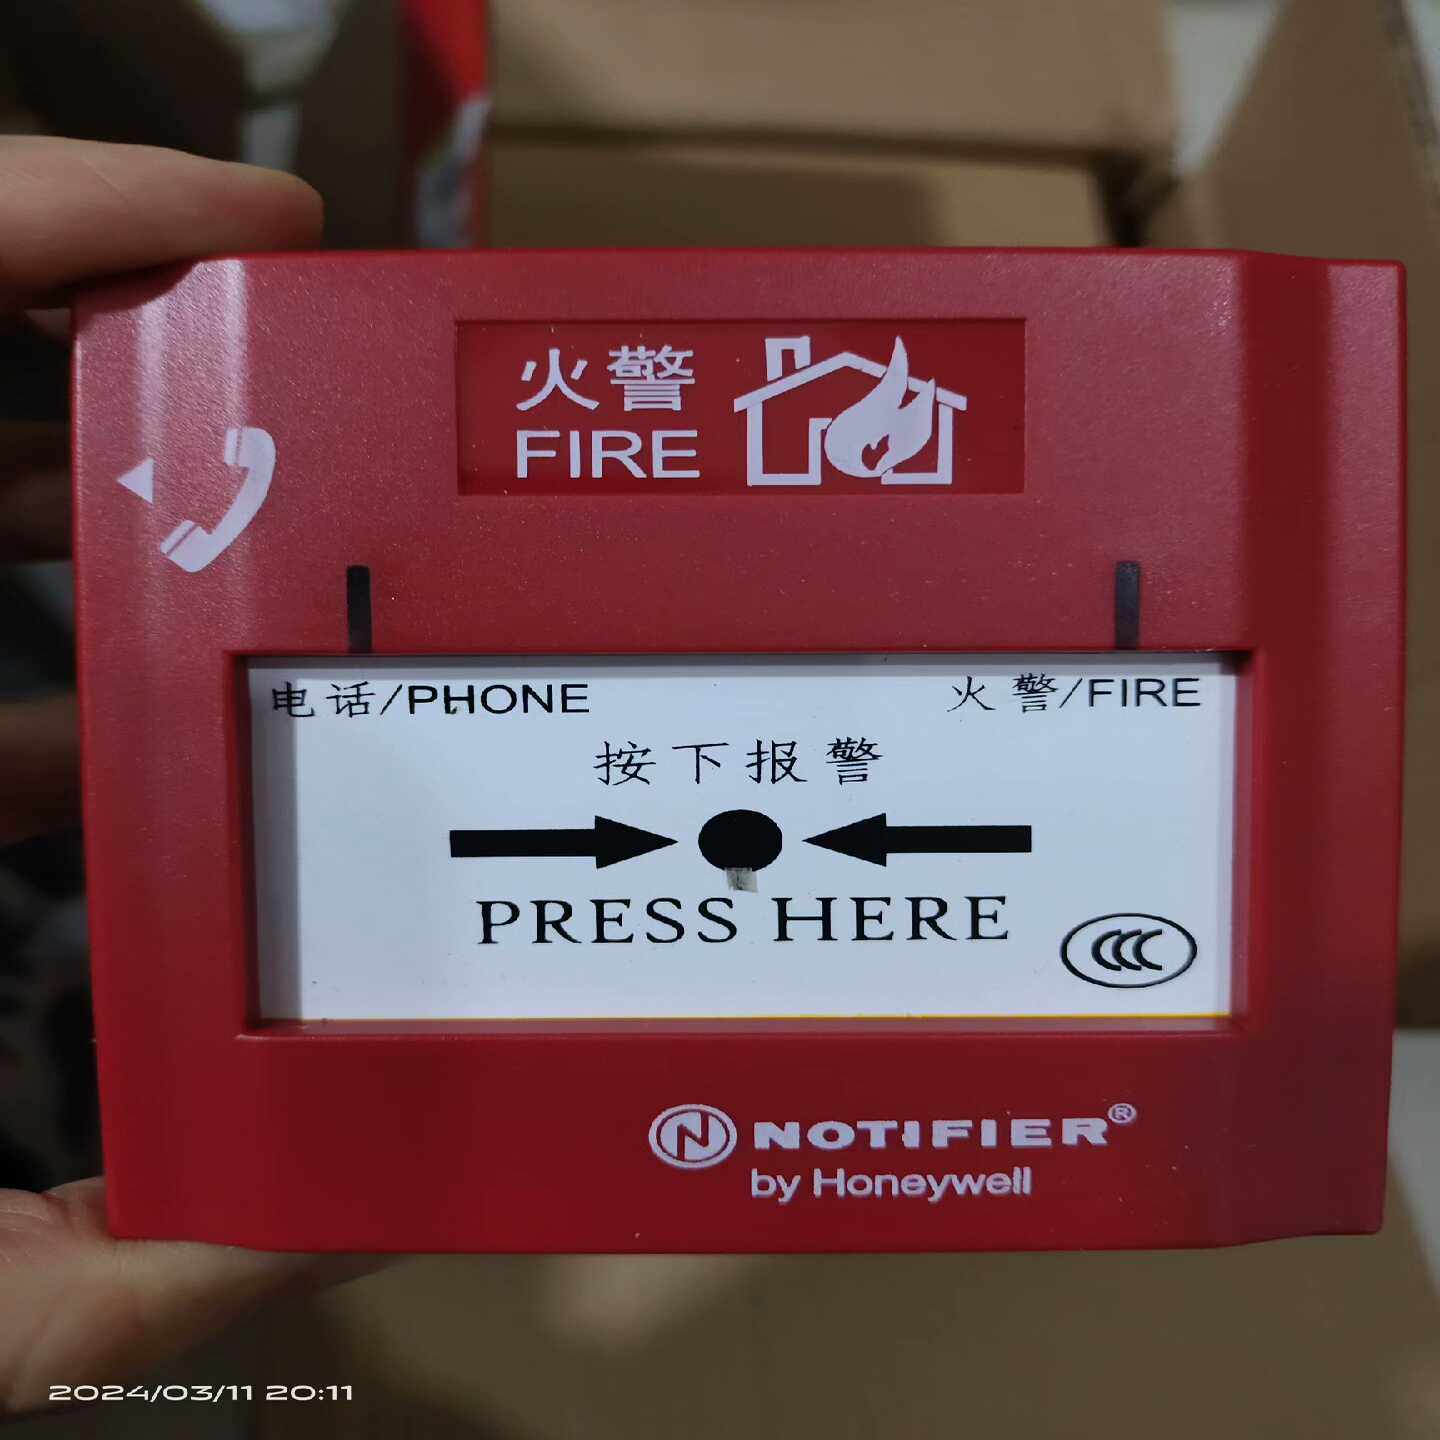 火警
FIRE
电话/PHONE
火警/FIRE
按下报警
PRESS HERE
CCC
N NOTIFIER®
by Honeywell
2024/03/11 20:11